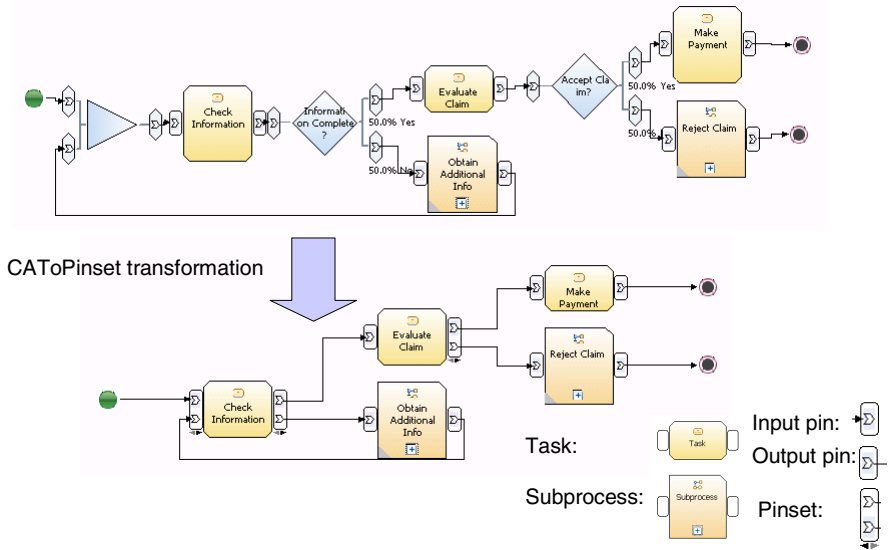 Make
Payment
Accept Cla
im?
50.0% Yes
Evaluate
Claim
Check
Information
Informati
on Complete
?
50.0% Yes
50.0%
Reject Claim
50.0% No
Obtain
Additional
Info
CAToPinset transformation
Make
Payment
Evaluate
Claim
Reject Claim
Check
Information
Obtain
Additional
Info
Task:
Task
Input pin:
Output pin:
Subprocess:
Subprocess
Pinset: